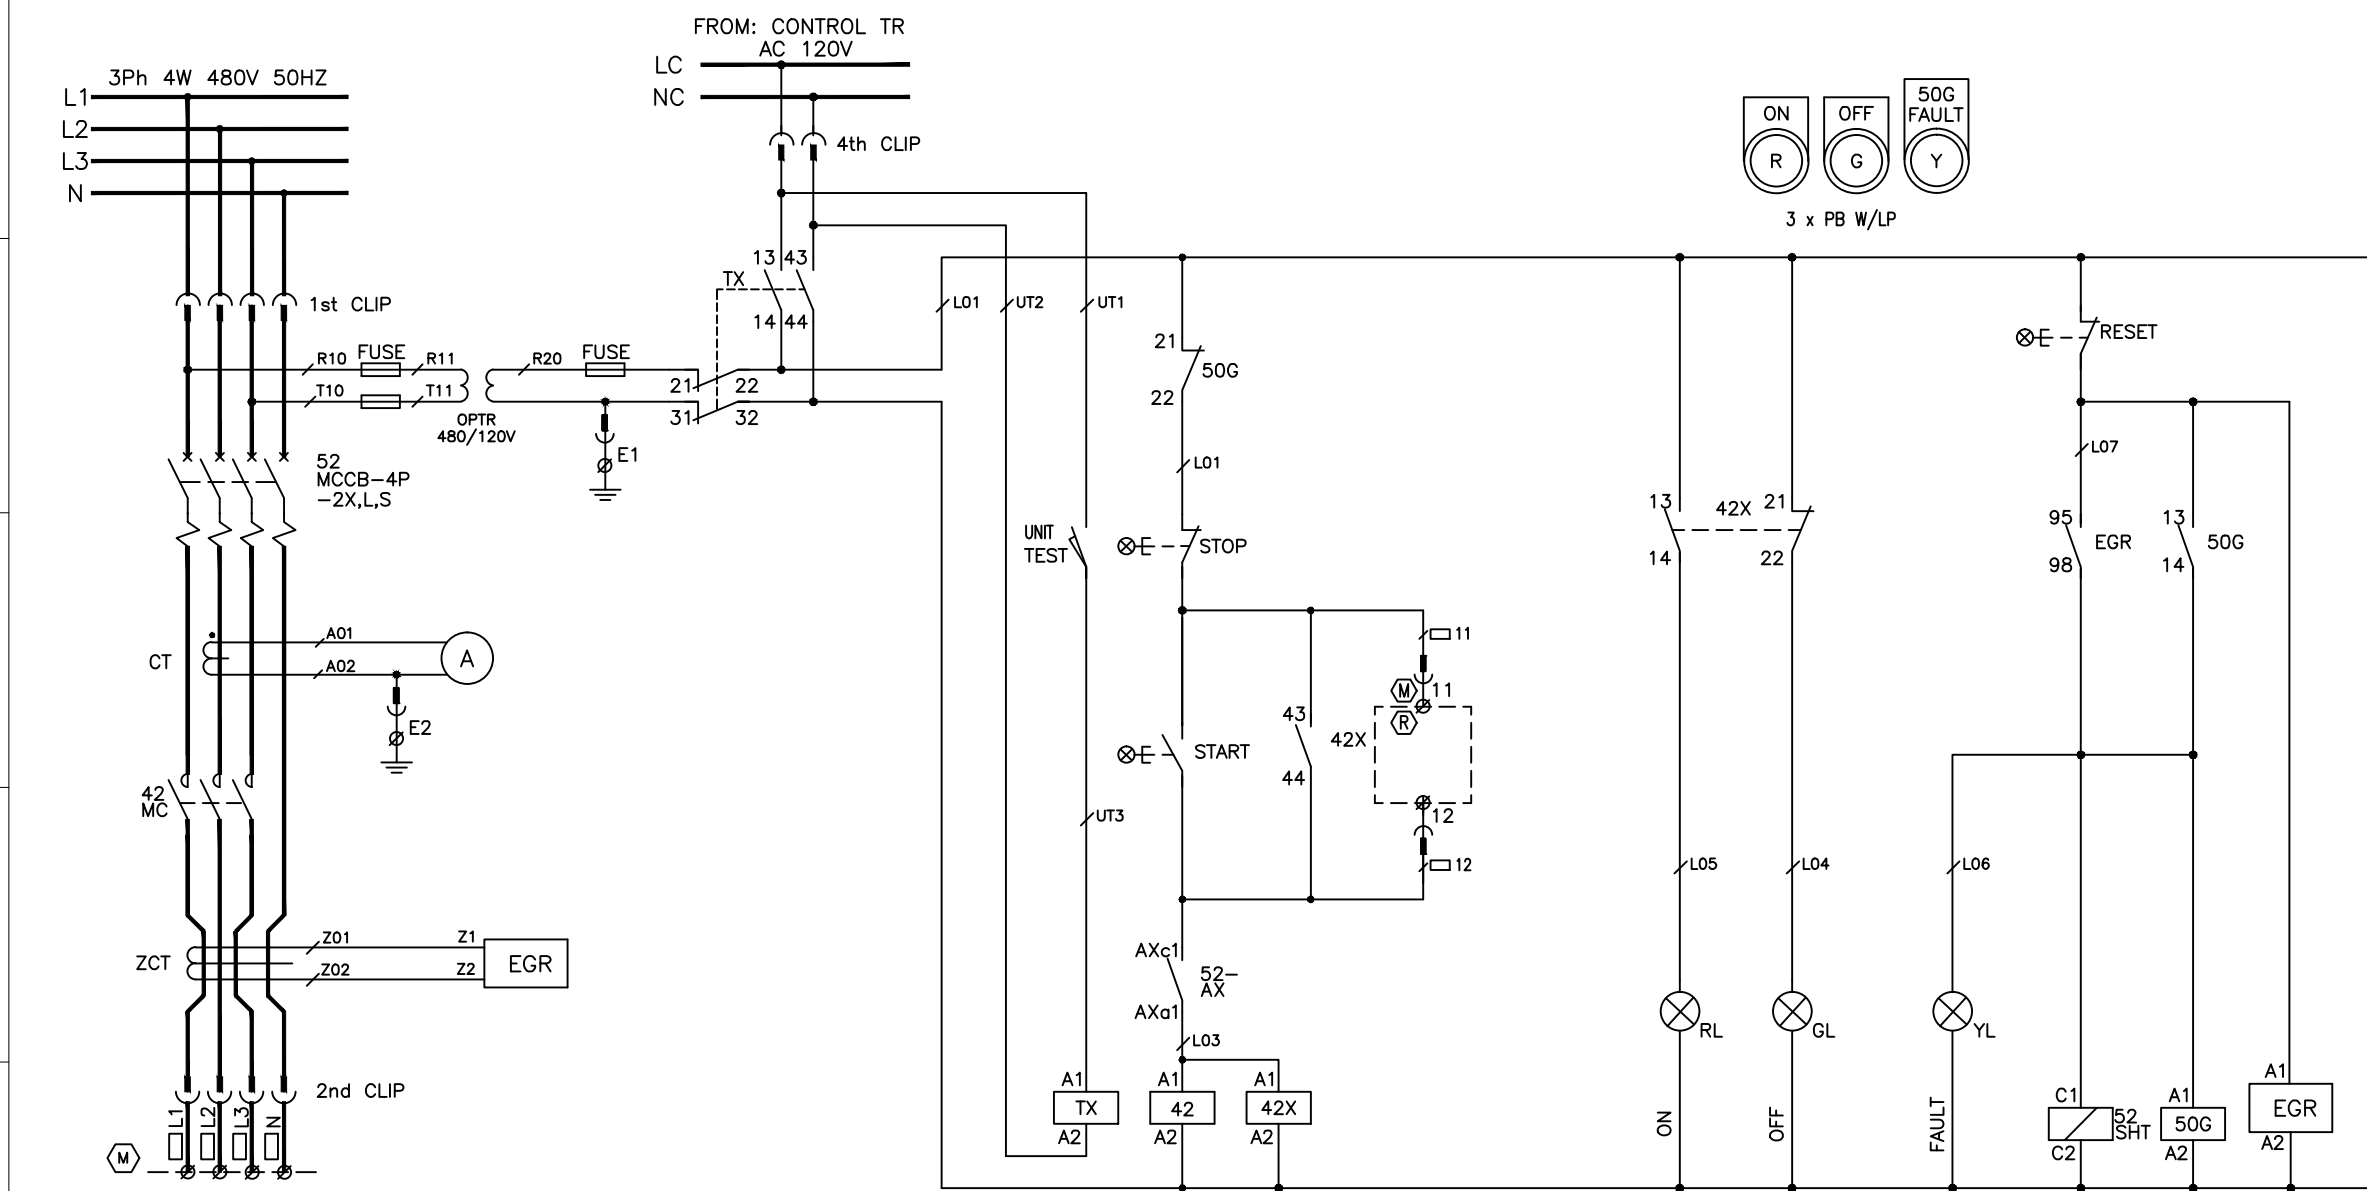 FROM: CONTROL TR
AC 120V
LC
NC
4th CLIP
3Ph 4W 480V 50HZ
L1
L2
L3
N
1st CLIP
ON
R
OFF
G
50G
FAULT
Y
3 x PB W/LP
13 43
TX
14 44
L01
UT2
UT1
R10
FUSE
R11
T10
T11
OPTR
480/120V
R20
FUSE
21
22
31
32
E1
52
MCCB-4P
-2X,L,S
CT
A01
A02
A
E2
42
MC
ZCT
Z01
Z02
Z1
Z2
EGR
2nd CLIP
L1
L2
L3
N
M
UNIT
TEST
UT3
A1
TX
A2
21
50G
22
L01
E
STOP
E
START
43
44
42X
11
M
11
R
12
12
AXc1
52-
AX
AXa1
L03
A1
42
A2
A1
42X
A2
13
42X
21
14
22
L05
L04
RL
GL
ON
OFF
E
RESET
L07
95
EGR
98
13
50G
14
L06
YL
FAULT
C1
52
SHT
C2
A1
50G
A2
A1
EGR
A2